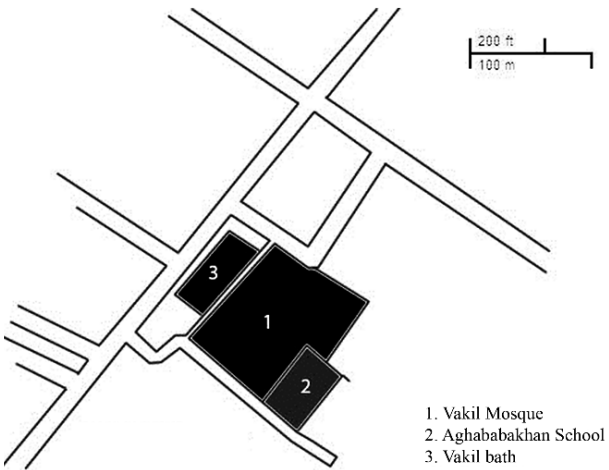 200 ft
100 m
3
1
2
1. Vakil Mosque
2. Aghababakhan School
3. Vakil bath